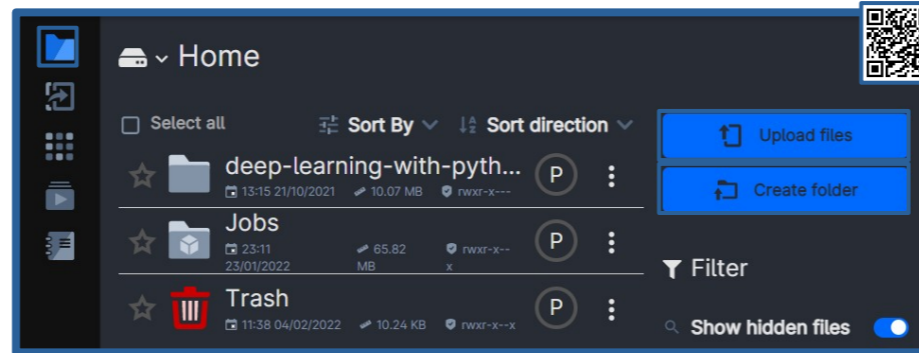 Home
Select all Sort By Sort direction
Upload files
deep-learning-with-pyth... P
13:15 21/10/2021 10.07 MB rwxr-x---
Create folder
Jobs P
23:11 65.82 rwxr-x--
23/01/2022 MB x
Filter
Trash P
11:38 04/02/2022 10.24 KB rwxr-x--x
Show hidden files